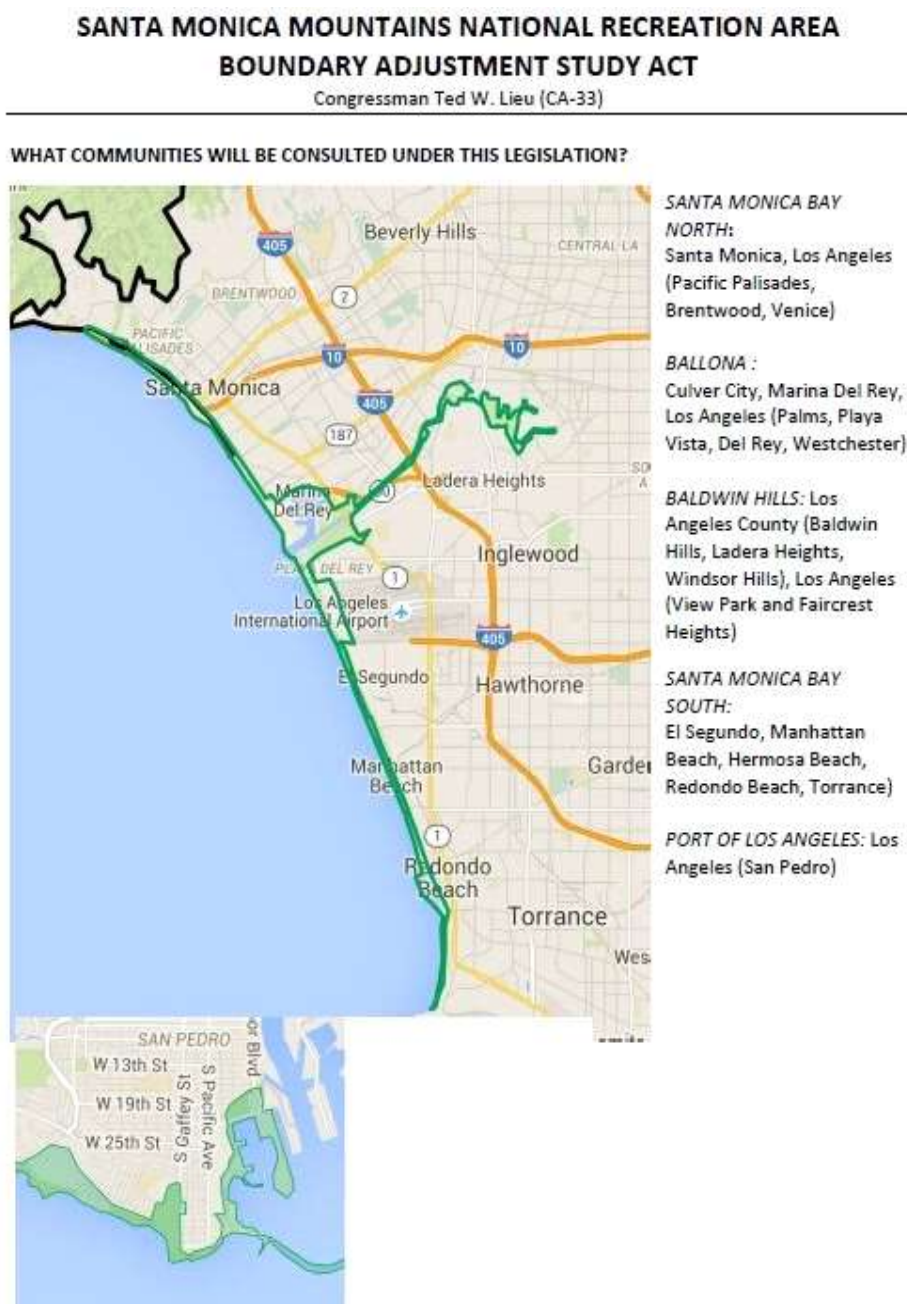 SANTA MONICA MOUNTAINS NATIONAL RECREATION AREA
BOUNDARY ADJUSTMENT STUDY ACT
Congressman Ted W. Lieu (CA-33)
WHAT COMMUNITIES WILL BE CONSULTED UNDER THIS LEGISLATION?
405
Beverly Hills
CENTRAL LA
BRENTWOOD
2
PACIFIC
10
10
Santa Monica
405
187
Ladera Heights
Marina
Del Rey
Inglewood
PLAYA DEL REY
1
Los Angeles
International Airport
405
El Segundo
Hawthorne
Manhattan
Beach
1
Redondo
Beach
Torrance
SANTA MONICA BAY
NORTH:
Santa Monica, Los Angeles
(Pacific Palisades,
Brentwood, Venice)
BALLONA :
Culver City, Marina Del Rey,
Los Angeles (Palms, Playa
Vista, Del Rey, Westchester)
BALDWIN HILLS: Los
Angeles County (Baldwin
Hills, Ladera Heights,
Windsor Hills), Los Angeles
(View Park and Faircrest
Heights)
SANTA MONICA BAY
SOUTH:
El Segundo, Manhattan
Beach, Hermosa Beach,
Redondo Beach, Torrance)
PORT OF LOS ANGELES: Los
Angeles (San Pedro)
SAN PEDRO
W 13th St
W 19th St
W 25th St
S Gaffey St
S Pacific Ave
or Blvd